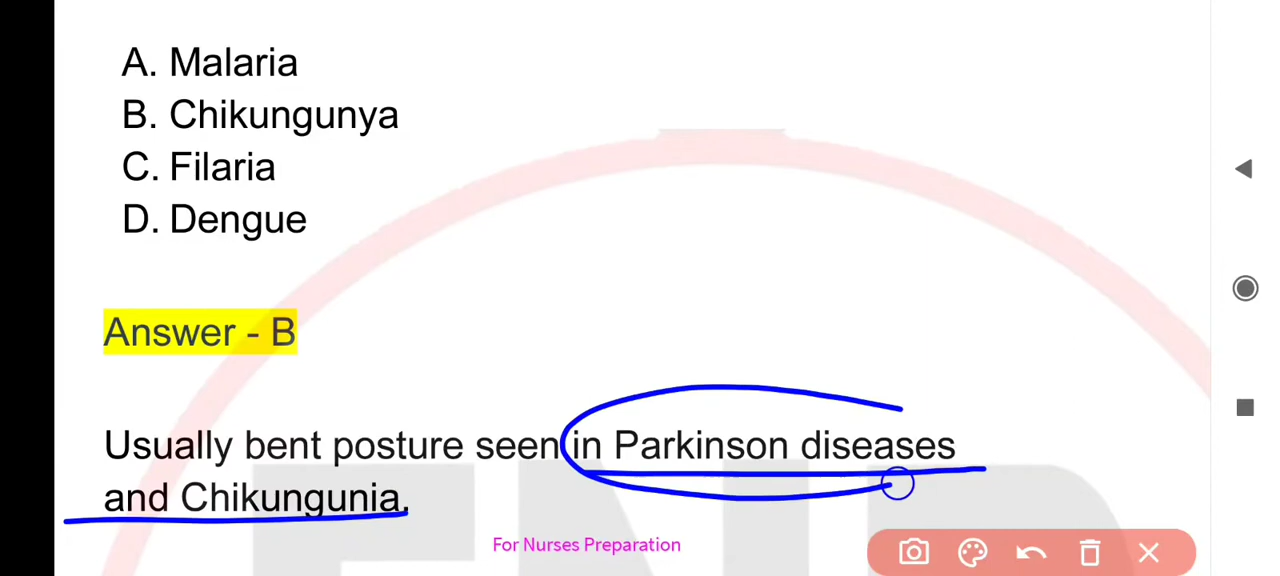 A. Malaria
B. Chikungunya
C. Filaria
D. Dengue
Answer - B
Usually bent posture seen in Parkinson diseases
and Chikungunia.
For Nurses Preparation